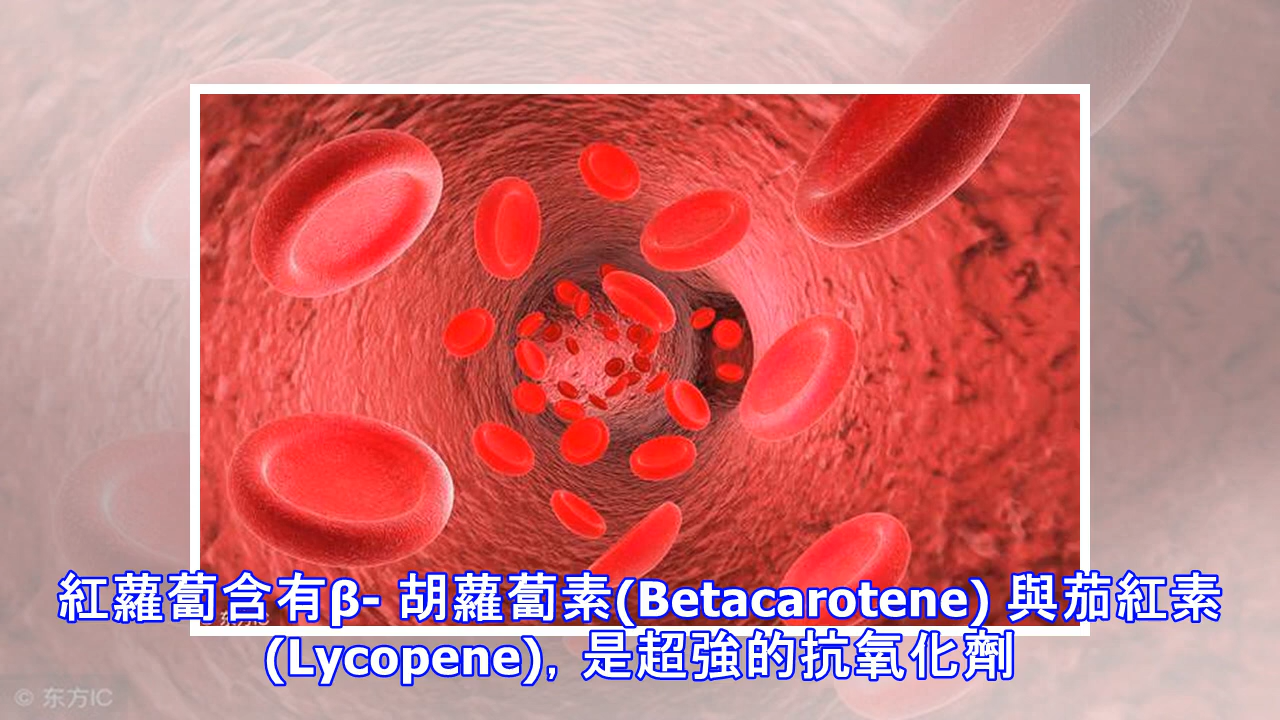 紅蘿蔔含有β- 胡蘿蔔素(Betacarotene) 與茄紅素
(Lycopene), 是超強的抗氧化劑
© 东方IC